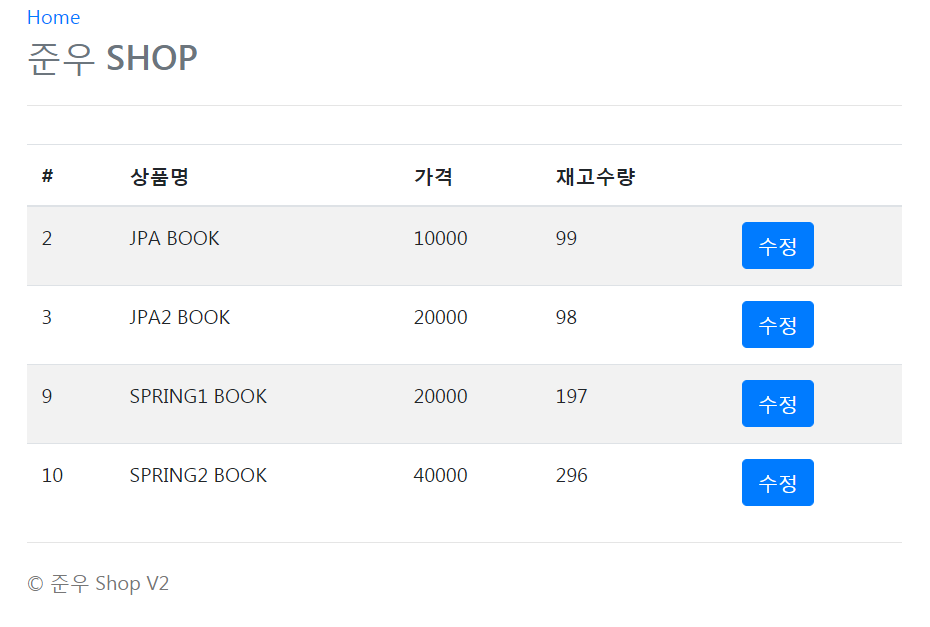 Home
준우 SHOP
# 상품명 가격 재고수량
2 JPA BOOK 10000 99 수정
3 JPA2 BOOK 20000 98 수정
9 SPRING1 BOOK 20000 197 수정
10 SPRING2 BOOK 40000 296 수정
© 준우 Shop V2